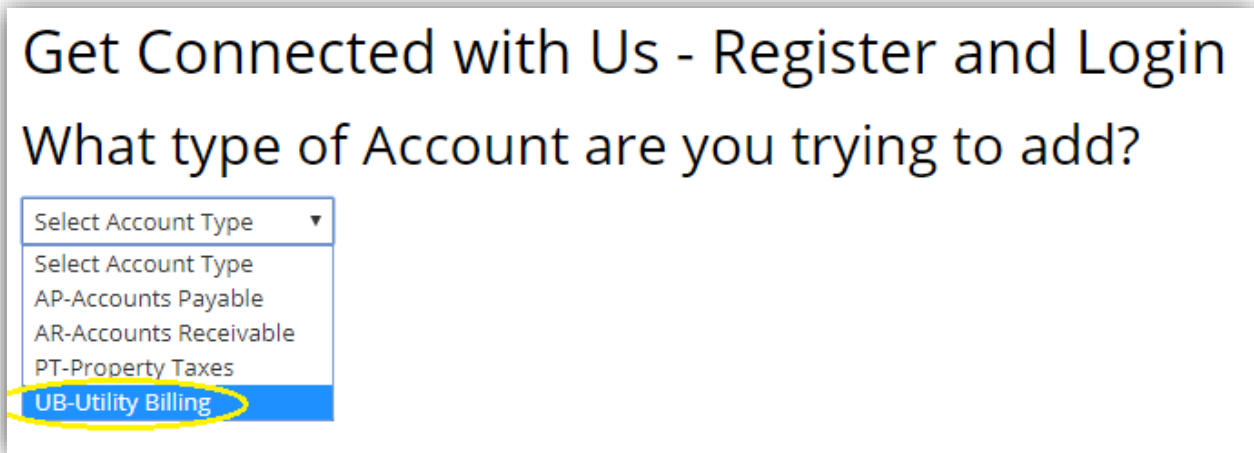 Get Connected with Us - Register and Login
What type of Account are you trying to add?
Select Account Type
Select Account Type
AP-Accounts Payable
AR-Accounts Receivable
PT-Property Taxes
UB-Utility Billing